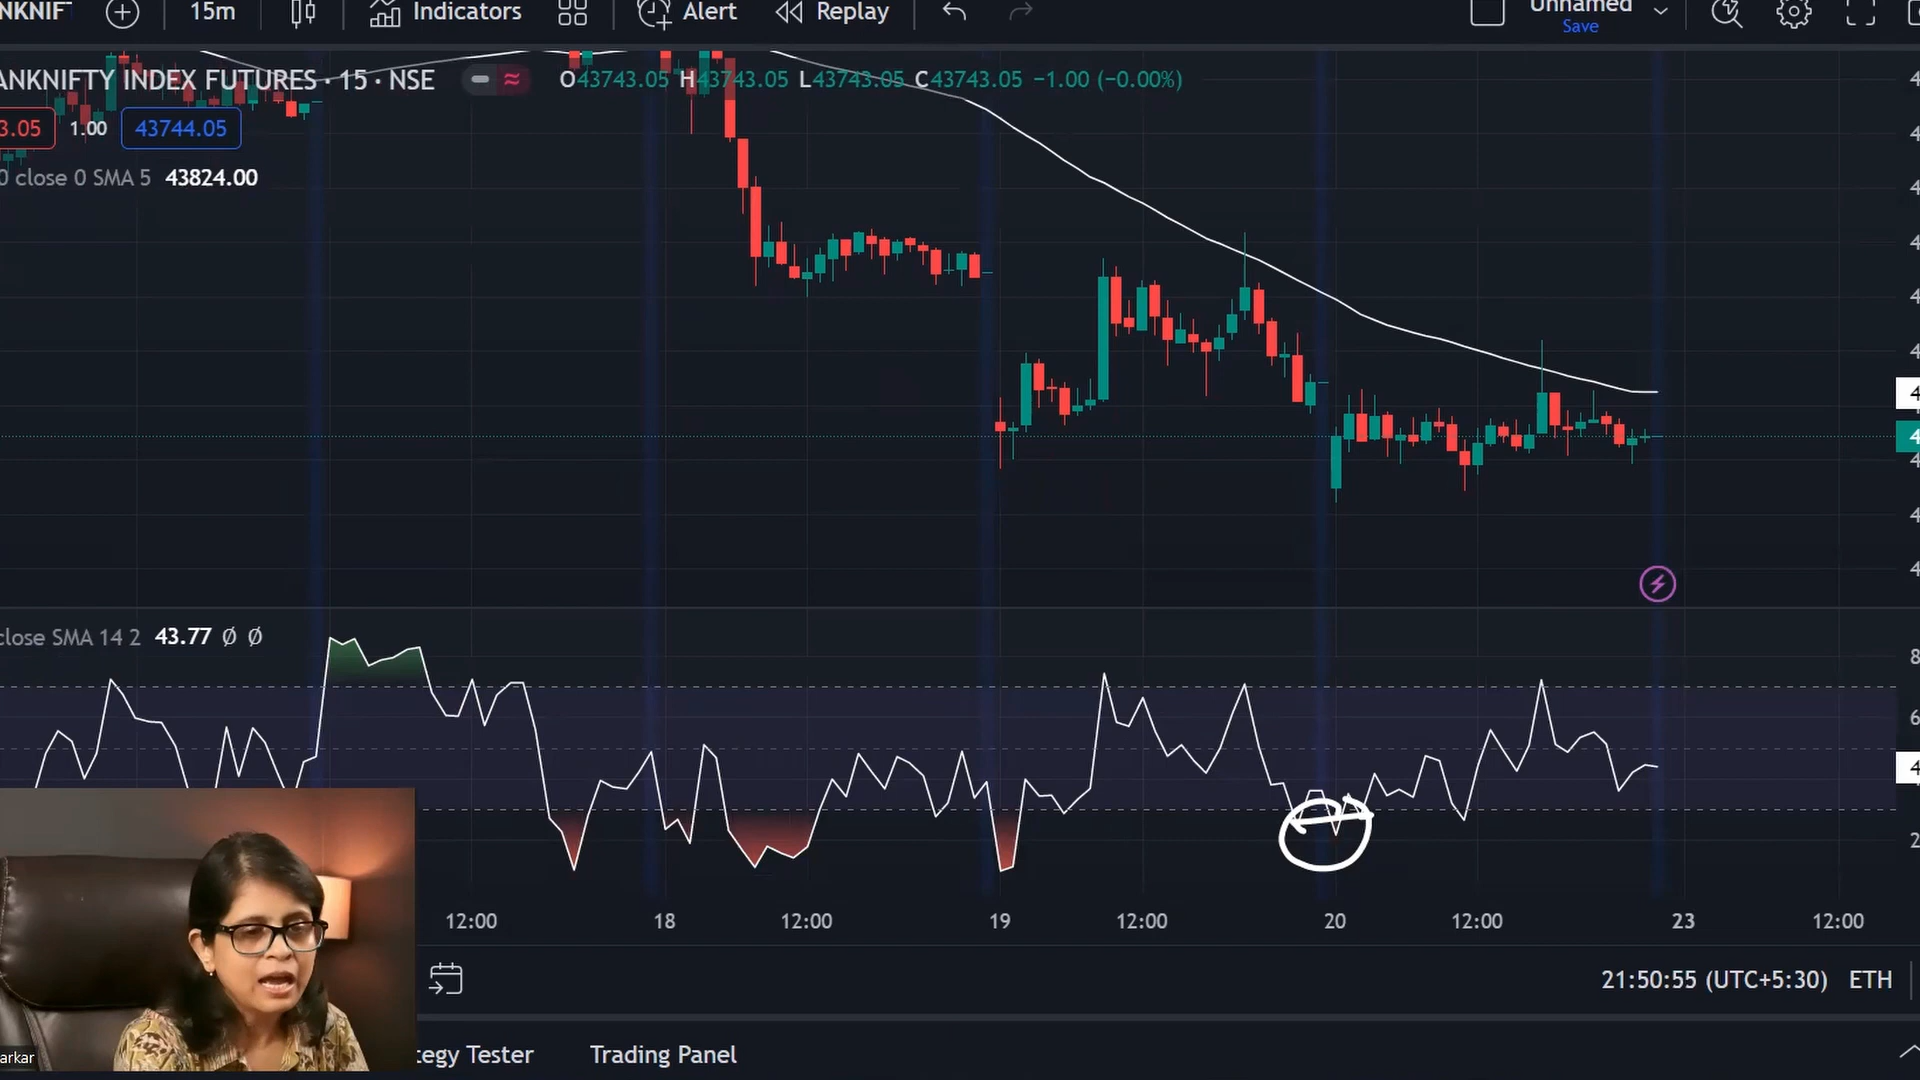 NKNIFT 15m Indicators Alert Replay Unnamed
Save
ANKNIFTY INDEX FUTURES · 15 · NSE O43743.05 H43743.05 L43743.05 C43743.05 −1.00 (−0.00%)
3.05 1.00 43744.05
0 close 0 SMA 5 43824.00
close SMA 14 2 43.77 Ø Ø
12:00 18 12:00 19 12:00 20 12:00 23 12:00
21:50:55 (UTC+5:30) ETH
arkar
tegy Tester Trading Panel